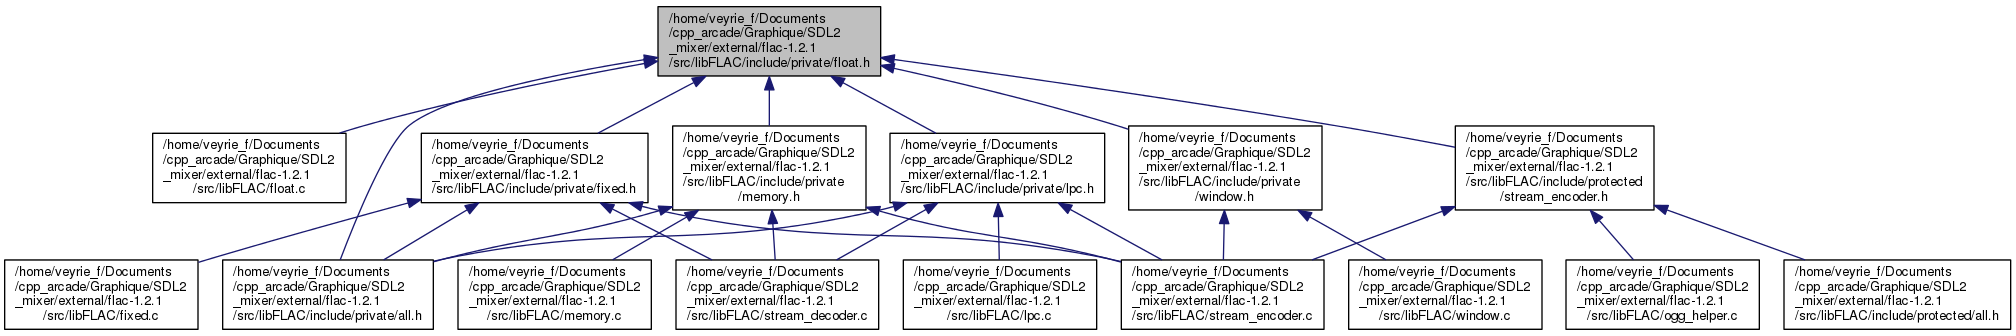 /home/veyrie_f/Documents
/cpp_arcade/Graphique/SDL2
_mixer/external/flac-1.2.1
/src/libFLAC/include/private/float.h
/home/veyrie_f/Documents
/cpp_arcade/Graphique/SDL2
_mixer/external/flac-1.2.1
/src/libFLAC/float.c
/home/veyrie_f/Documents
/cpp_arcade/Graphique/SDL2
_mixer/external/flac-1.2.1
/src/libFLAC/include/private/fixed.h
/home/veyrie_f/Documents
/cpp_arcade/Graphique/SDL2
_mixer/external/flac-1.2.1
/src/libFLAC/include/private
/memory.h
/home/veyrie_f/Documents
/cpp_arcade/Graphique/SDL2
_mixer/external/flac-1.2.1
/src/libFLAC/include/private/lpc.h
/home/veyrie_f/Documents
/cpp_arcade/Graphique/SDL2
_mixer/external/flac-1.2.1
/src/libFLAC/include/private
/window.h
/home/veyrie_f/Documents
/cpp_arcade/Graphique/SDL2
_mixer/external/flac-1.2.1
/src/libFLAC/include/protected
/stream_encoder.h
/home/veyrie_f/Documents
/cpp_arcade/Graphique/SDL2
_mixer/external/flac-1.2.1
/src/libFLAC/fixed.c
/home/veyrie_f/Documents
/cpp_arcade/Graphique/SDL2
_mixer/external/flac-1.2.1
/src/libFLAC/include/private/all.h
/home/veyrie_f/Documents
/cpp_arcade/Graphique/SDL2
_mixer/external/flac-1.2.1
/src/libFLAC/memory.c
/home/veyrie_f/Documents
/cpp_arcade/Graphique/SDL2
_mixer/external/flac-1.2.1
/src/libFLAC/stream_decoder.c
/home/veyrie_f/Documents
/cpp_arcade/Graphique/SDL2
_mixer/external/flac-1.2.1
/src/libFLAC/lpc.c
/home/veyrie_f/Documents
/cpp_arcade/Graphique/SDL2
_mixer/external/flac-1.2.1
/src/libFLAC/stream_encoder.c
/home/veyrie_f/Documents
/cpp_arcade/Graphique/SDL2
_mixer/external/flac-1.2.1
/src/libFLAC/window.c
/home/veyrie_f/Documents
/cpp_arcade/Graphique/SDL2
_mixer/external/flac-1.2.1
/src/libFLAC/ogg_helper.c
/home/veyrie_f/Documents
/cpp_arcade/Graphique/SDL2
_mixer/external/flac-1.2.1
/src/libFLAC/include/protected/all.h